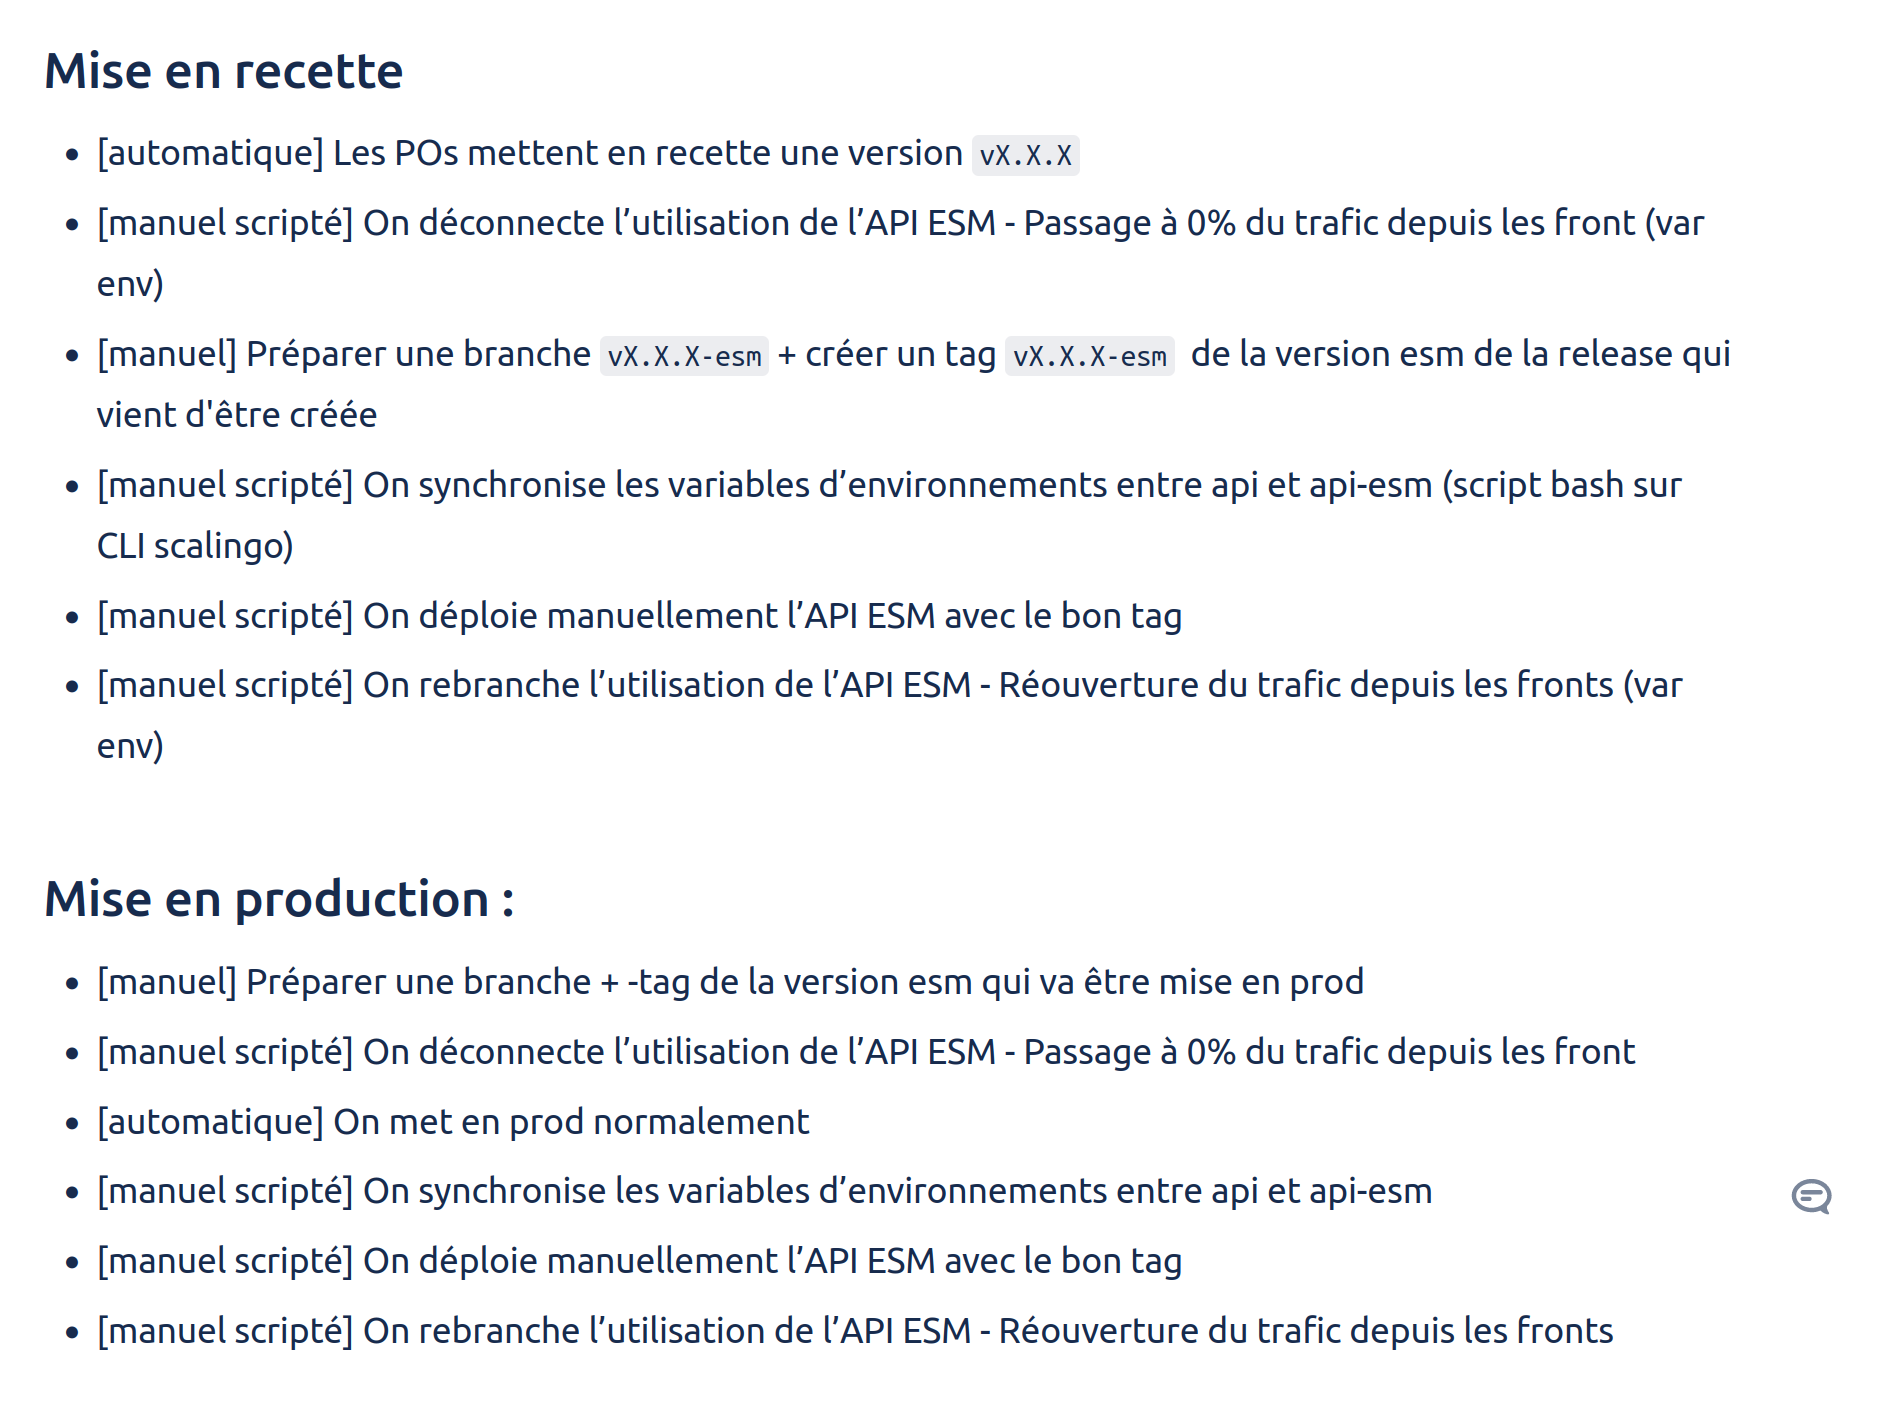 Mise en recette
• [automatique] Les POs mettent en recette une version vX.X.X
• [manuel scripté] On déconnecte l’utilisation de l’API ESM - Passage à 0% du trafic depuis les front (var
env)
• [manuel] Préparer une branche vX.X.X-esm + créer un tag vX.X.X-esm de la version esm de la release qui
vient d'être créée
• [manuel scripté] On synchronise les variables d’environnements entre api et api-esm (script bash sur
CLI scalingo)
• [manuel scripté] On déploie manuellement l’API ESM avec le bon tag
• [manuel scripté] On rebranche l’utilisation de l’API ESM - Réouverture du trafic depuis les fronts (var
env)
Mise en production :
• [manuel] Préparer une branche + -tag de la version esm qui va être mise en prod
• [manuel scripté] On déconnecte l’utilisation de l’API ESM - Passage à 0% du trafic depuis les front
• [automatique] On met en prod normalement
• [manuel scripté] On synchronise les variables d’environnements entre api et api-esm
• [manuel scripté] On déploie manuellement l’API ESM avec le bon tag
• [manuel scripté] On rebranche l’utilisation de l’API ESM - Réouverture du trafic depuis les fronts